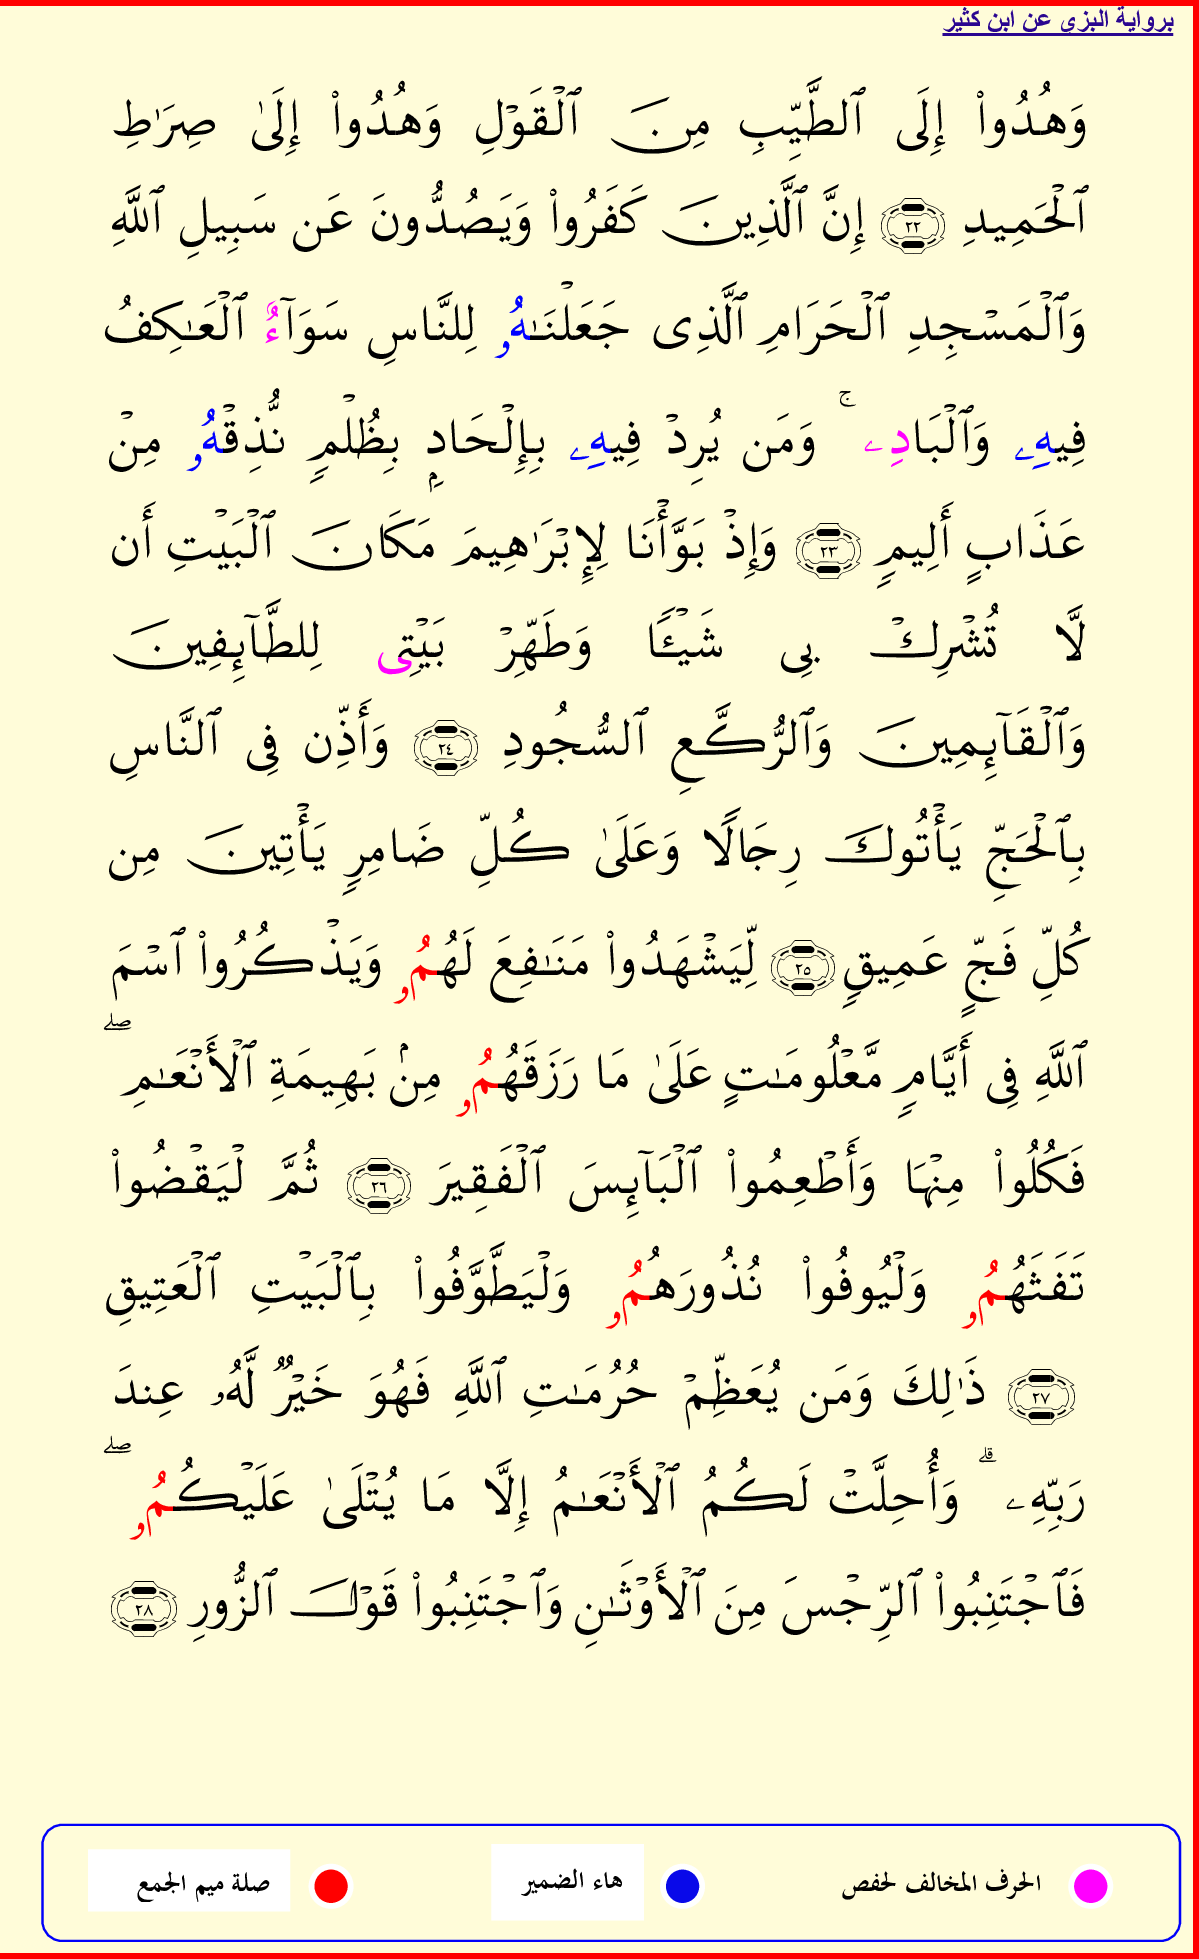 برواية البزي عن ابن كثير
وَهُدُوٓاْ إِلَى ٱلطَّيِّبِ مِنَ ٱلۡقَوۡلِ وَهُدُوٓاْ إِلَىٰ صِرَٰطِ
ٱلۡحَمِيدِ ٢٢ إِنَّ ٱلَّذِينَ كَفَرُواْ وَيَصُدُّونَ عَن سَبِيلِ ٱللَّهِ
وَٱلۡمَسۡجِدِ ٱلۡحَرَامِ ٱلَّذِى جَعَلۡنَٰهُۥ لِلنَّاسِ سَوَآءٌ ٱلۡعَٰكِفُ
فِيهِۦ وَٱلۡبَادِۦ ۚ وَمَن يُرِدۡ فِيهِۦ بِإِلۡحَادِۭ بِظُلۡمٍ نُّذِقۡهُۥ مِنۡ
عَذَابٍ أَلِيمٍ ٢٣ وَإِذۡ بَوَّأۡنَا لِإِبۡرَٰهِيمَ مَكَانَ ٱلۡبَيۡتِ أَن
لَّا تُشۡرِكۡ بِى شَيۡـًٔا وَطَهِّرۡ بَيۡتِى لِلطَّآئِفِينَ
وَٱلۡقَآئِمِينَ وَٱلرُّكَّعِ ٱلسُّجُودِ ٢٤ وَأَذِّن فِى ٱلنَّاسِ
بِٱلۡحَجِّ يَأۡتُوكَ رِجَالًا وَعَلَىٰ كُلِّ ضَامِرٍ يَأۡتِينَ مِن
كُلِّ فَجٍّ عَمِيقٍ ٢٥ لِّيَشۡهَدُواْ مَنَٰفِعَ لَهُمُۥ وَيَذۡكُرُواْ ٱسۡمَ
ٱللَّهِ فِى أَيَّامٍ مَّعۡلُومَٰتٍ عَلَىٰ مَا رَزَقَهُمُۥ مِنۢ بَهِيمَةِ ٱلۡأَنۡعَٰمِ ۖ
فَكُلُواْ مِنۡهَا وَأَطۡعِمُواْ ٱلۡبَآئِسَ ٱلۡفَقِيرَ ٢٦ ثُمَّ لۡيَقۡضُواْ
تَفَثَهُمُۥ وَلۡيُوفُواْ نُذُورَهُمُۥ وَلۡيَطَّوَّفُواْ بِٱلۡبَيۡتِ ٱلۡعَتِيقِ
٢٧ ذَٰلِكَ وَمَن يُعَظِّمۡ حُرُمَٰتِ ٱللَّهِ فَهُوَ خَيۡرٌ لَّهُۥ عِندَ
رَبِّهِۦ ۗ وَأُحِلَّتۡ لَكُمُ ٱلۡأَنۡعَٰمُ إِلَّا مَا يُتۡلَىٰ عَلَيۡكُمُۥ ۖ
فَٱجۡتَنِبُواْ ٱلرِّجۡسَ مِنَ ٱلۡأَوۡثَٰنِ وَٱجۡتَنِبُواْ قَوۡلَ ٱلزُّورِ ٢٨
الحرف المخالف لحفص
هاء الضمير
صلة ميم الجمع